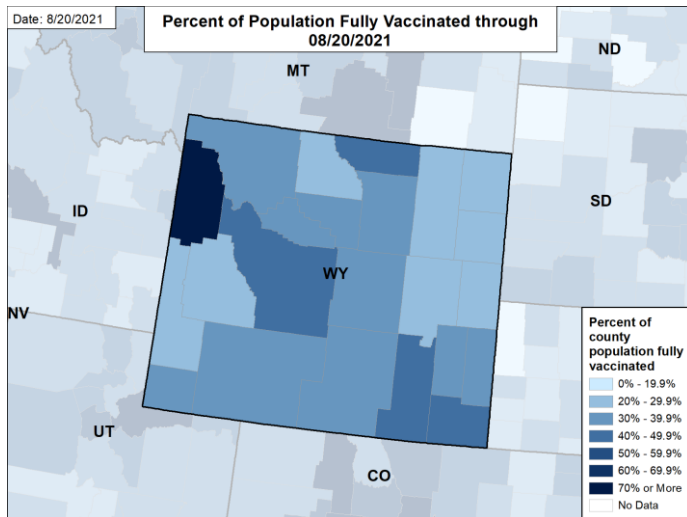 Date: 8/20/2021
Percent of Population Fully Vaccinated through
08/20/2021
ND
MT
ID
SD
WY
NV
UT
CO
Percent of
county
population fully
vaccinated
0% - 19.9%
20% - 29.9%
30% - 39.9%
40% - 49.9%
50% - 59.9%
60% - 69.9%
70% or More
No Data